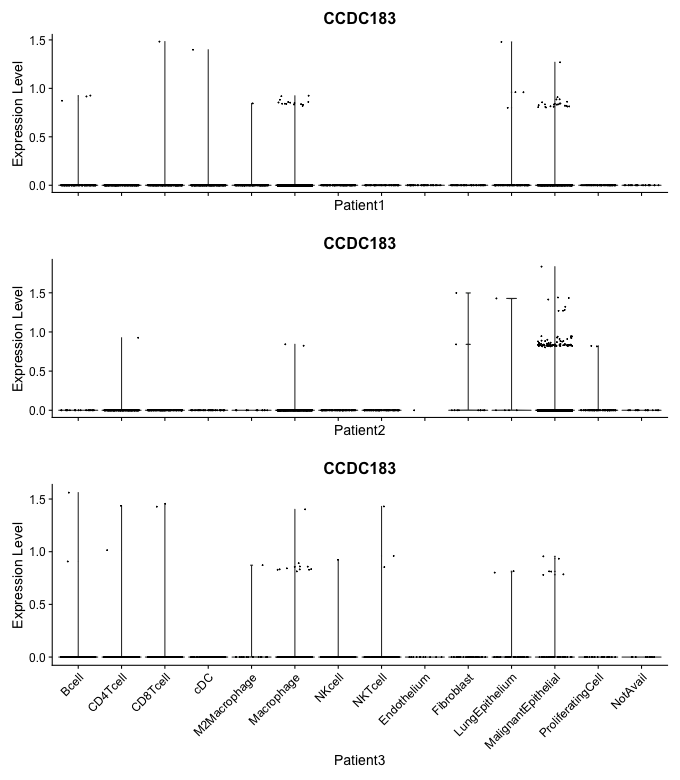 CCDC183
Expression Level
1.5
1.0
0.5
0.0
Patient1
CCDC183
Expression Level
1.5
1.0
0.5
0.0
Patient2
CCDC183
Expression Level
1.5
1.0
0.5
0.0
Bcell
CD4Tcell
CD8Tcell
cDC
M2Macrophage
Macrophage
NKcell
NKTcell
Endothelium
Fibroblast
LungEpithelium
MalignantEpithelial
ProliferatingCell
NotAvail
Patient3